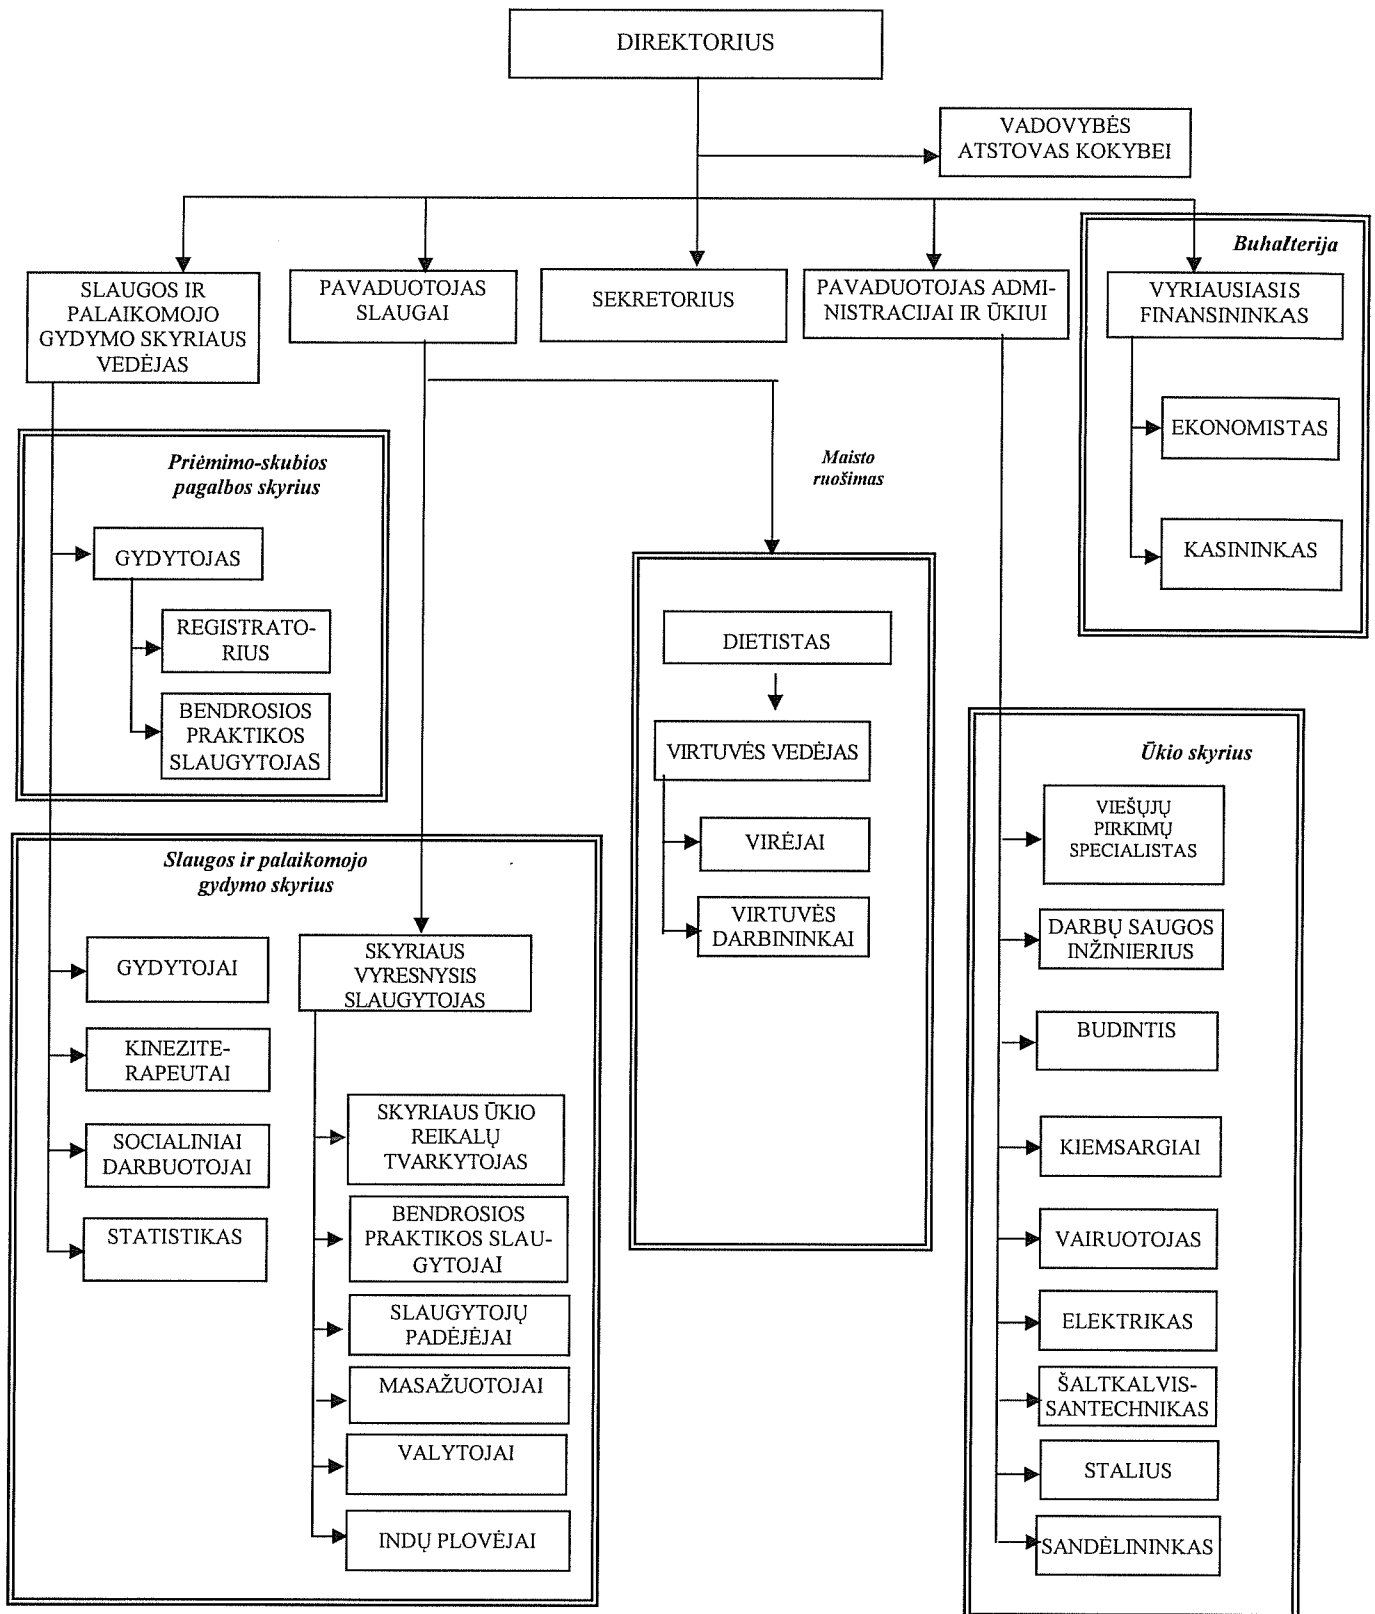 DIREKTORIUS
VADOVYBĖS
ATSTOVAS KOKYBEI
SLAUGOS IR
PALAIKOMOJO
GYDYMO SKYRIAUS
VEDĖJAS
PAVADUOTOJAS
SLAUGAI
SEKRETORIUS
PAVADUOTOJAS ADMI-
NISTRACIJAI IR ŪKIUI
Buhalterija
VYRIAUSIASIS
FINANSININKAS
EKONOMISTAS
KASININKAS
Priėmimo-skubios
pagalbos skyrius
GYDYTOJAS
REGISTRATO-
RIUS
BENDROSIOS
PRAKTIKOS
SLAUGYTOJAS
Maisto
ruošimas
DIETISTAS
VIRTUVĖS VEDĖJAS
VIRĖJAI
VIRTUVĖS
DARBININKAI
Slaugos ir palaikomojo
gydymo skyrius
GYDYTOJAI
KINEZITE-
RAPEUTAI
SOCIALINIAI
DARBUOTOJAI
STATISTIKAS
SKYRIAUS
VYRESNYSIS
SLAUGYTOJAS
SKYRIAUS ŪKIO
REIKALŲ
TVARKYTOJAS
BENDROSIOS
PRAKTIKOS SLAU-
GYTOJAI
SLAUGYTOJŲ
PADĖJĖJAI
MASAŽUOTOJAI
VALYTOJAI
INDŲ PLOVĖJAI
Ūkio skyrius
VIEŠŲJŲ
PIRKIMŲ
SPECIALISTAS
DARBŲ SAUGOS
INŽINIERIUS
BUDINTIS
KIEMSARGIAI
VAIRUOTOJAS
ELEKTRIKAS
ŠALTKALVIS-
SANTECHNIKAS
STALIUS
SANDĖLININKAS